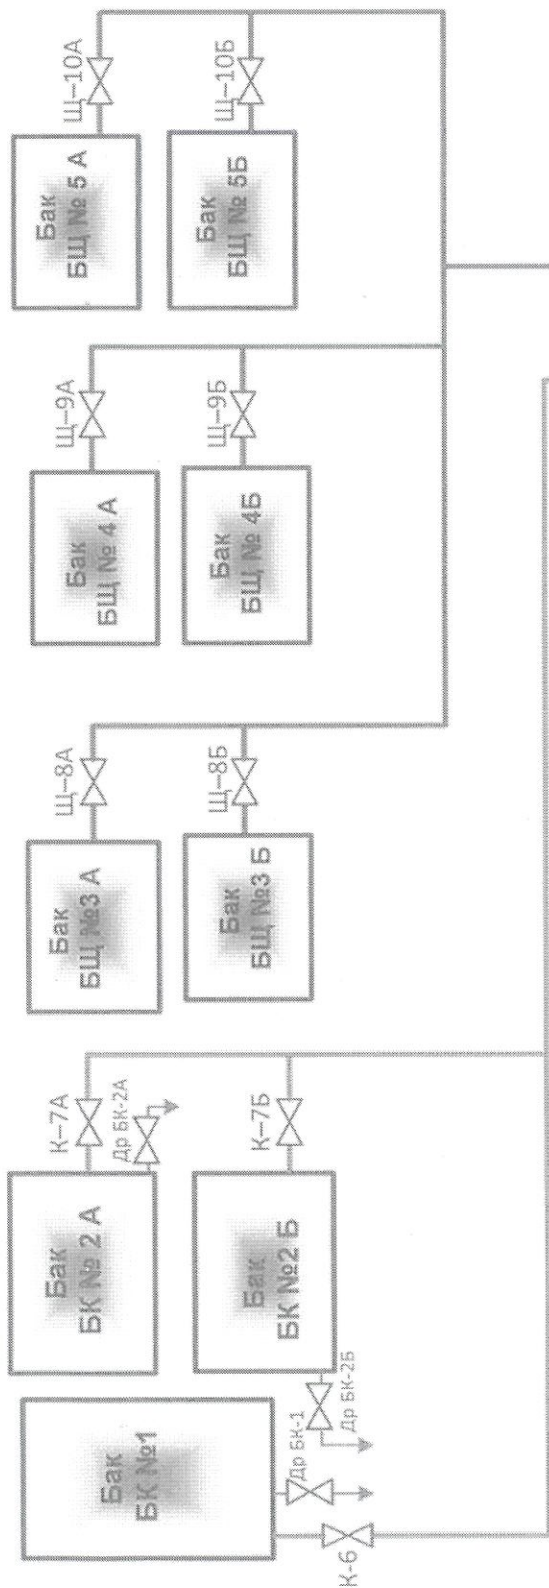 Бак
БК №1
Др БК-1
К-6
Бак
БК № 2 А
К–7А
Др БК-2А
Бак
БК №2 Б
К–7Б
Др БК-2Б
Бак
БЩ №3 А
Щ–8А
Бак
БЩ №3 Б
Щ–8Б
Бак
БЩ № 4 А
Щ–9А
Бак
БЩ № 4Б
Щ–9Б
Бак
БЩ № 5 А
Щ–10А
Бак
БЩ № 5Б
Щ–10Б